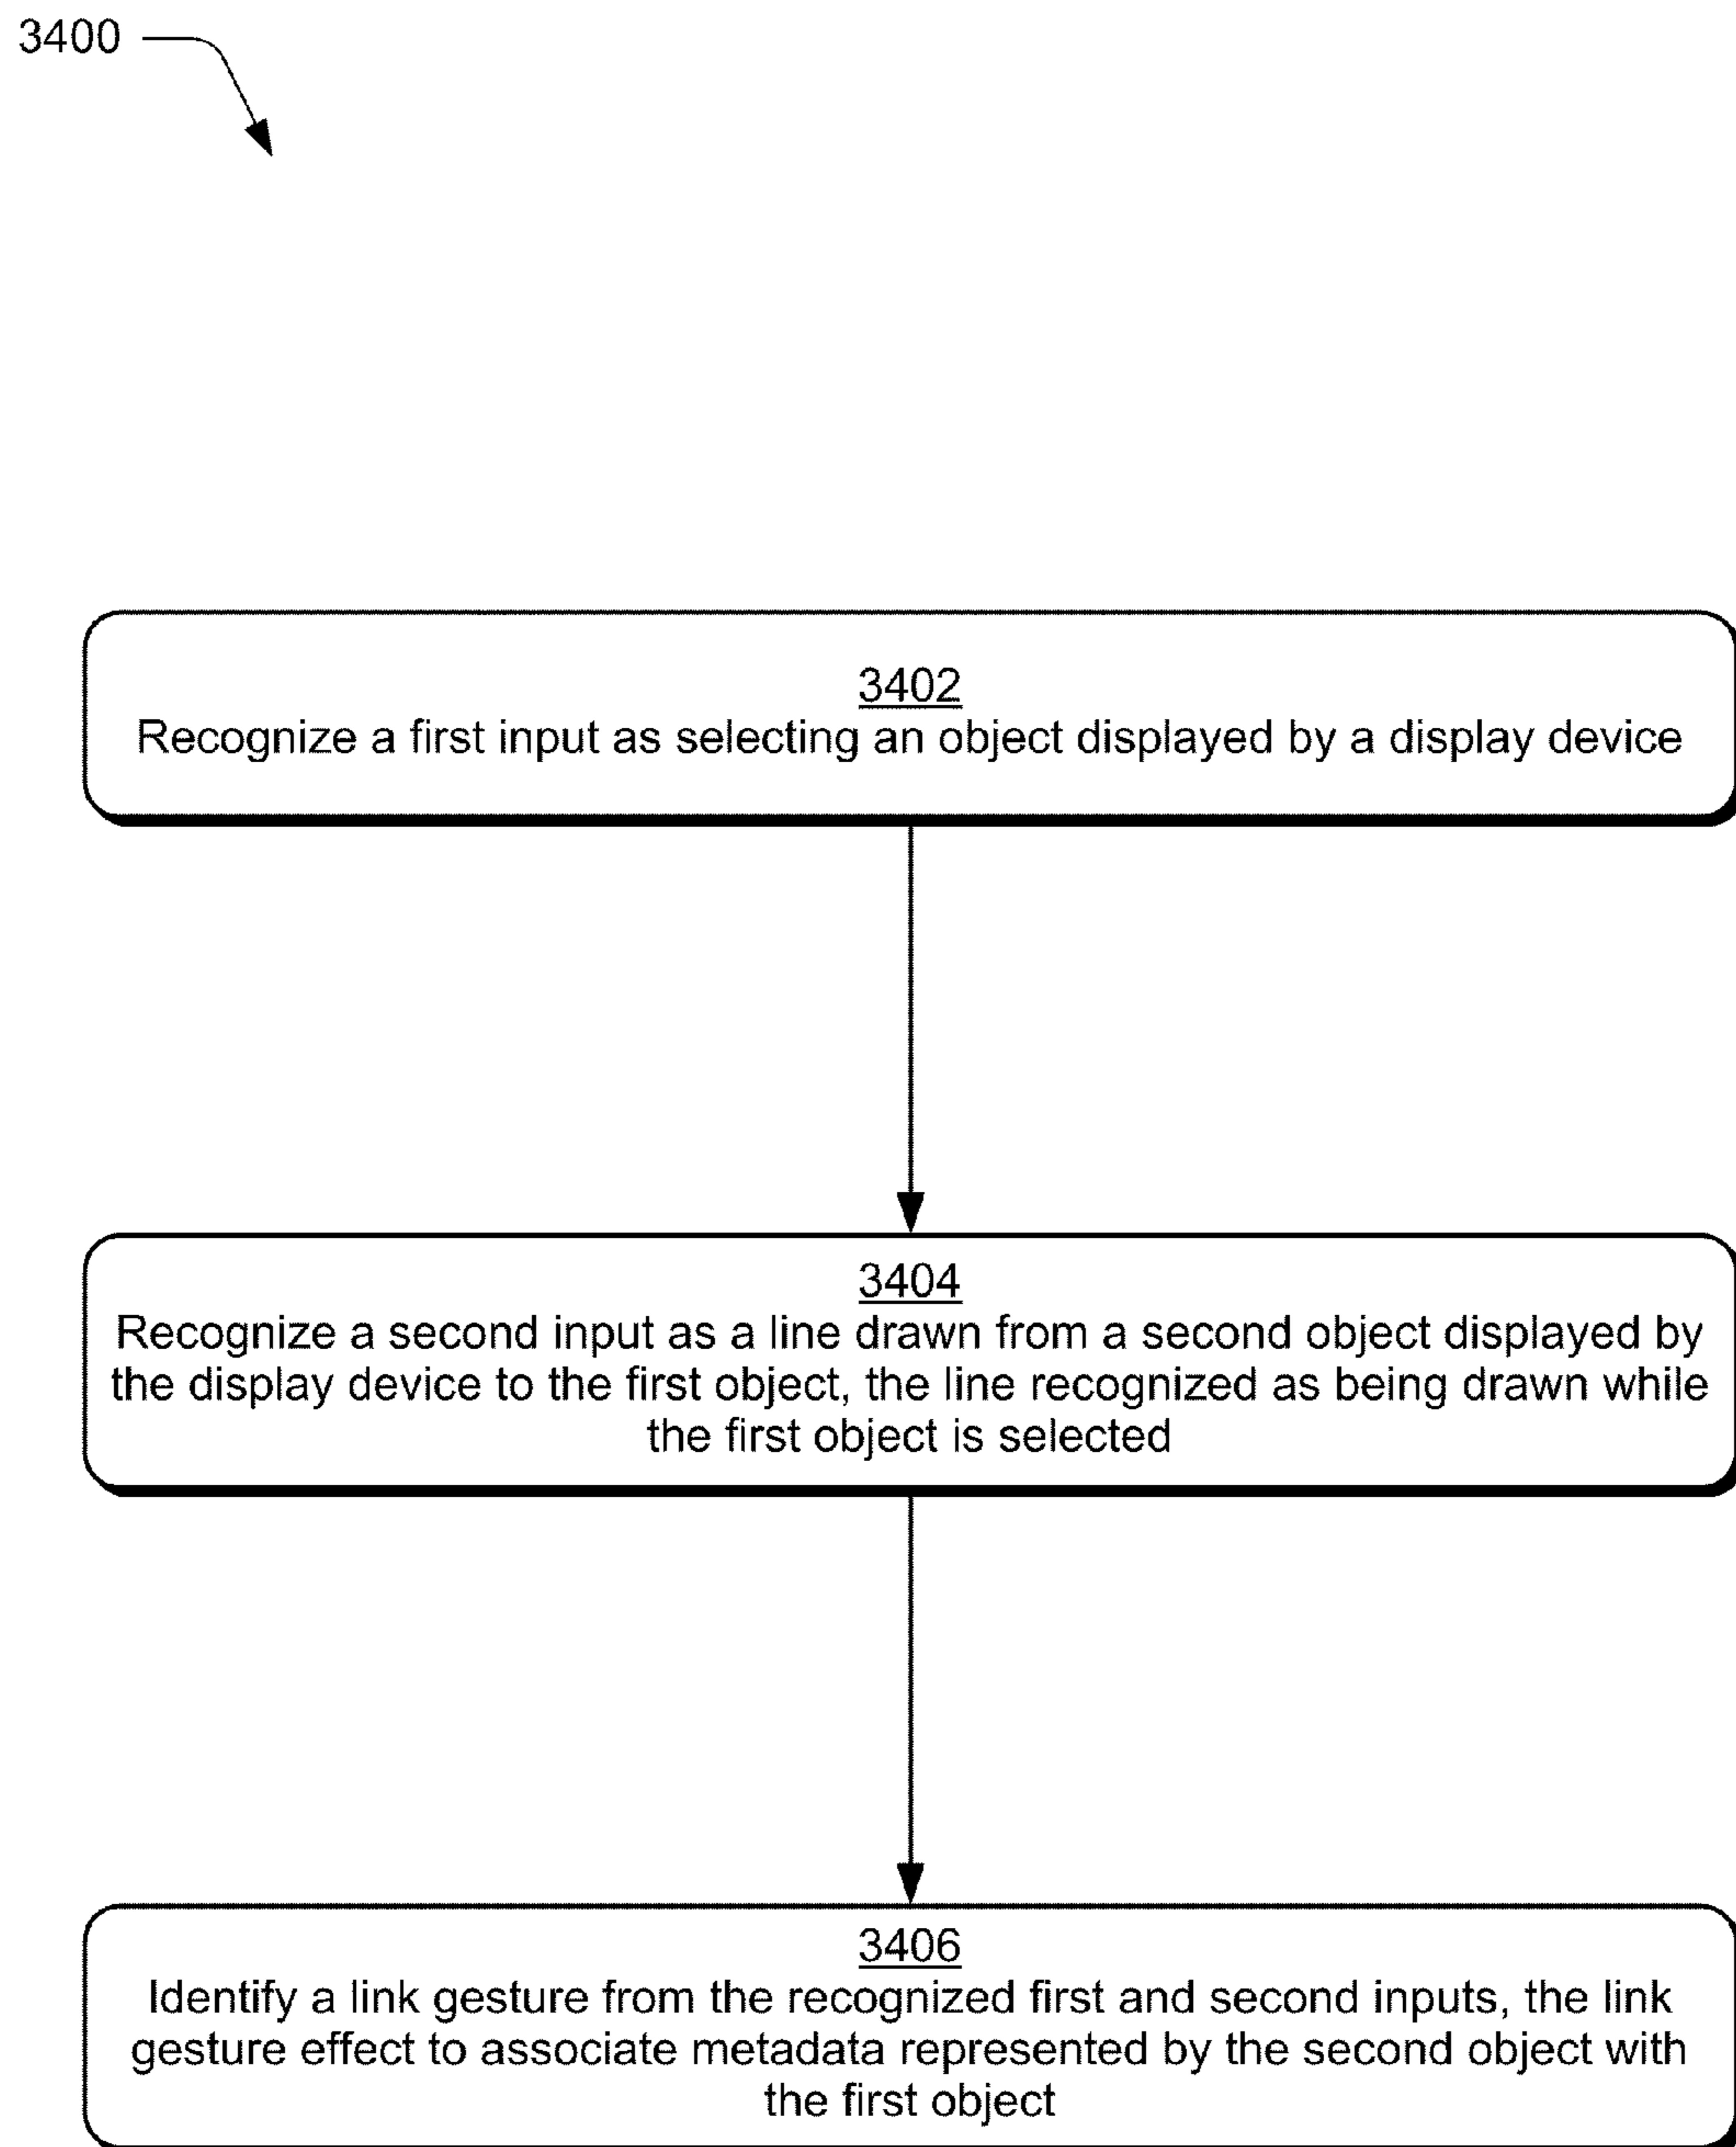 3400
3402
Recognize a first input as selecting an object displayed by a display device
3404
Recognize a second input as a line drawn from a second object displayed by
the display device to the first object, the line recognized as being drawn while
the first object is selected
3406
Identify a link gesture from the recognized first and second inputs, the link
gesture effect to associate metadata represented by the second object with
the first object